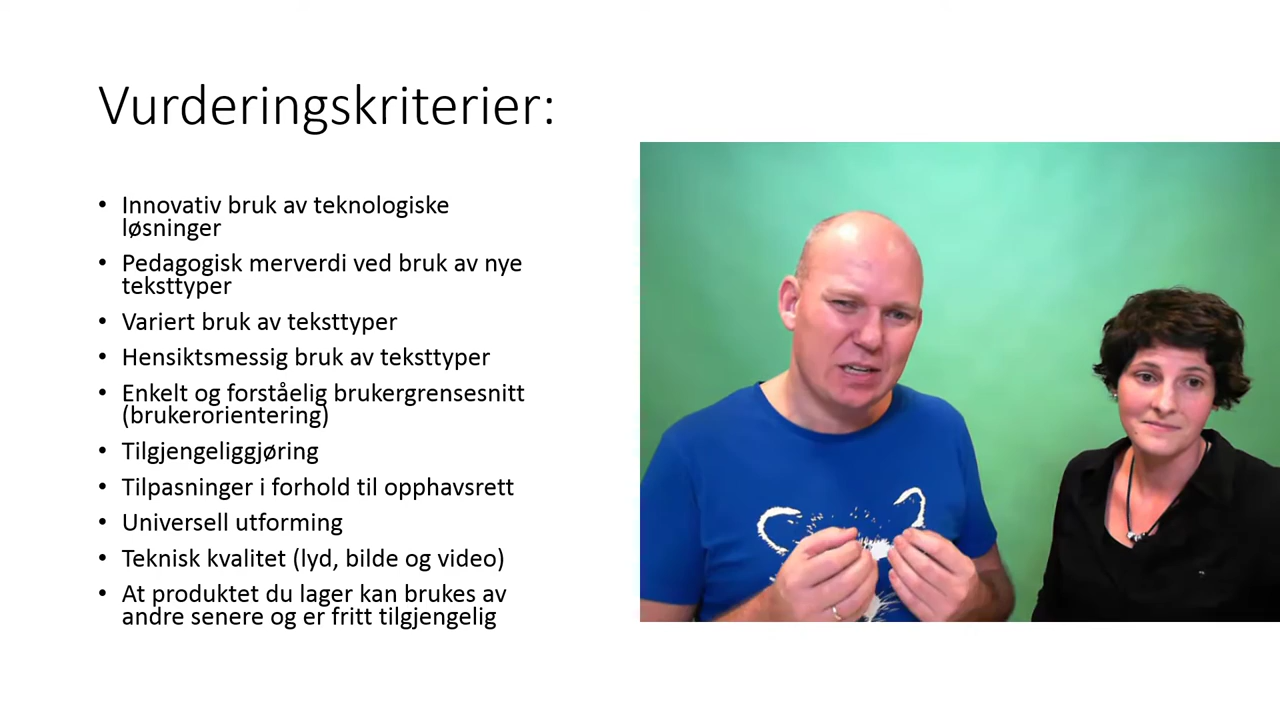 Vurderingskriterier:
• Innovativ bruk av teknologiske
løsninger
• Pedagogisk merverdi ved bruk av nye
teksttyper
• Variert bruk av teksttyper
• Hensiktsmessig bruk av teksttyper
• Enkelt og forståelig brukergrensesnitt
(brukerorientering)
• Tilgjengeliggjøring
• Tilpasninger i forhold til opphavsrett
• Universell utforming
• Teknisk kvalitet (lyd, bilde og video)
• At produktet du lager kan brukes av
andre senere og er fritt tilgjengelig